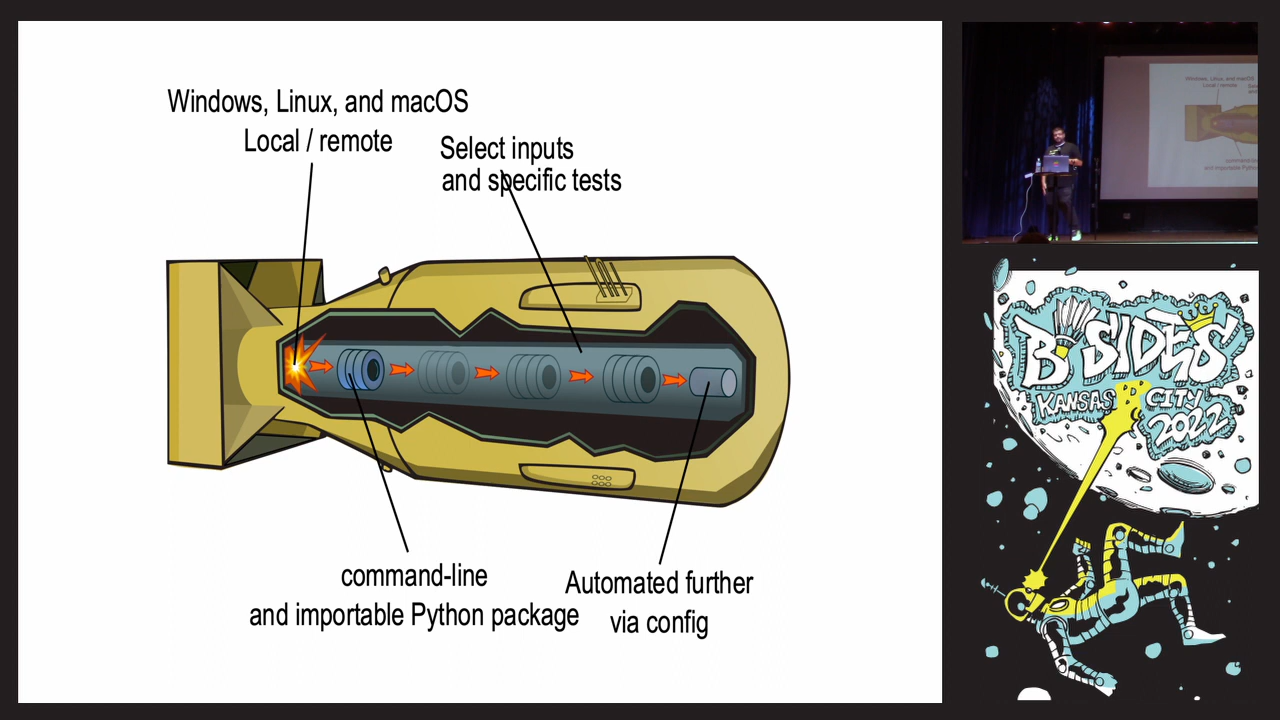 Windows, Linux, and macOS
Local / remote
Select inputs
and specific tests
command-line
and importable Python package
Automated further
via config
BSIDES
KANSAS CITY
2022